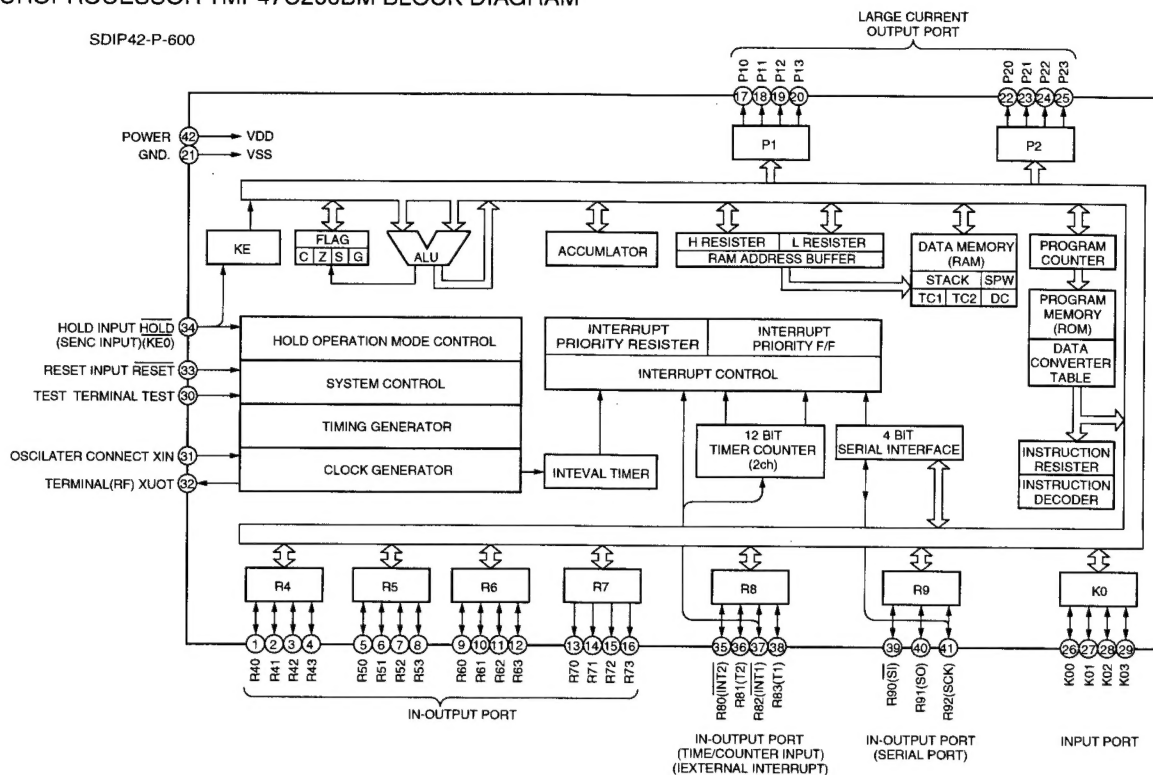 SDIP42-P-600
LARGE CURRENT
OUTPUT PORT
P10
P11
P12
P13
P20
P21
P22
P23
17
18
19
20
22
23
24
25
P1
P2
POWER 42 VDD
GND. 21 VSS
KE
FLAG
C Z S G
ALU
ACCUMLATOR
H REGISTER L REGISTER
RAM ADDRESS BUFFER
DATA MEMORY
(RAM)
STACK SPW
TC1 TC2 DC
PROGRAM
COUNTER
PROGRAM
MEMORY
(ROM)
DATA
CONVERTER
TABLE
INSTRUCTION
RESISTER
INSTRUCTION
DECODER
HOLD INPUT HOLD 34
(SENC INPUT)(KE0)
RESET INPUT RESET 33
TEST TERMINAL TEST 30
OSCILATER CONNECT XIN 31
TERMINAL(RF) XUOT 32
HOLD OPERATION MODE CONTROL
SYSTEM CONTROL
TIMING GENERATOR
CLOCK GENERATOR
INTERRUPT
PRIORITY REGISTER
INTERRUPT
PRIORITY F/F
INTERRUPT CONTROL
INTEVAL TIMER
12 BIT
TIMER COUNTER
(2ch)
4 BIT
SERIAL INTERFACE
R4
R5
R6
R7
R8
R9
K0
1
2
3
4
5
6
7
8
9
10
11
12
13
14
15
16
35
36
37
38
39
40
41
26
27
28
29
R40
R41
R42
R43
R50
R51
R52
R53
R60
R61
R62
R63
R70
R71
R72
R73
R80(INT2)
R81(T2)
R82(INT1)
R83(T1)
R90(SI)
R91(SO)
R92(SCK)
K00
K01
K02
K03
IN-OUTPUT PORT
IN-OUTPUT PORT
(TIME/COUNTER INPUT)
(IEXTERNAL INTERRUPT)
IN-OUTPUT PORT
(SERIAL PORT)
INPUT PORT